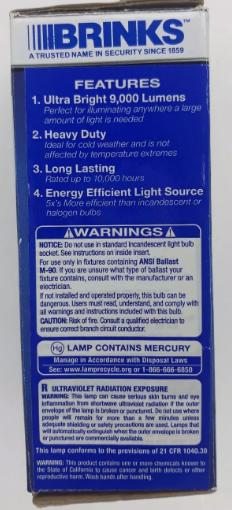 BRINKS™
A TRUSTED NAME IN SECURITY SINCE 1859
FEATURES
1. Ultra Bright 9,000 Lumens
Perfect for illuminating anywhere a large
amount of light is needed
2. Heavy Duty
Ideal for cold weather and is not
affected by temperature extremes
3. Long Lasting
Rated up to 10,000 hours
4. Energy Efficient Light Source
5x's More efficient than incandescent or
halogen bulbs
WARNINGS
NOTICE: Do not use in standard incandescent light bulb
socket. See instructions on inside insert.
For use only in fixtures containing ANSI Ballast
M-90. If you are unsure what type of ballast your
fixture contains, consult with the manufacturer or an
electrician.
If not installed and operated properly, this bulb can be
dangerous. Users must read, understand, and comply with
all warnings and instructions included with this bulb.
CAUTION: Risk of fire. Consult a qualified electrician to
ensure correct branch circuit conductor.
Hg LAMP CONTAINS MERCURY
Manage in Accordance with Disposal Laws
See: www.lamprecycle.org or 1-866-666-6850
R ULTRAVIOLET RADIATION EXPOSURE
WARNING: This lamp can cause serious skin burn and eye
inflammation from shortwave ultraviolet radiation if the outer
envelope of the lamp is broken or punctured. Do not use where
people will remain for more than a few minutes unless
adequate shielding or safety precautions are used. Lamps that
will automatically extinguish when the outer envelope is broken
or punctured are commercially available.
This lamp conforms to the provisions of 21 CFR 1040.30
WARNING: This product contains one or more chemicals known to
the State of California to cause cancer and birth defects or other
reproductive harm. Wash hands after handling.